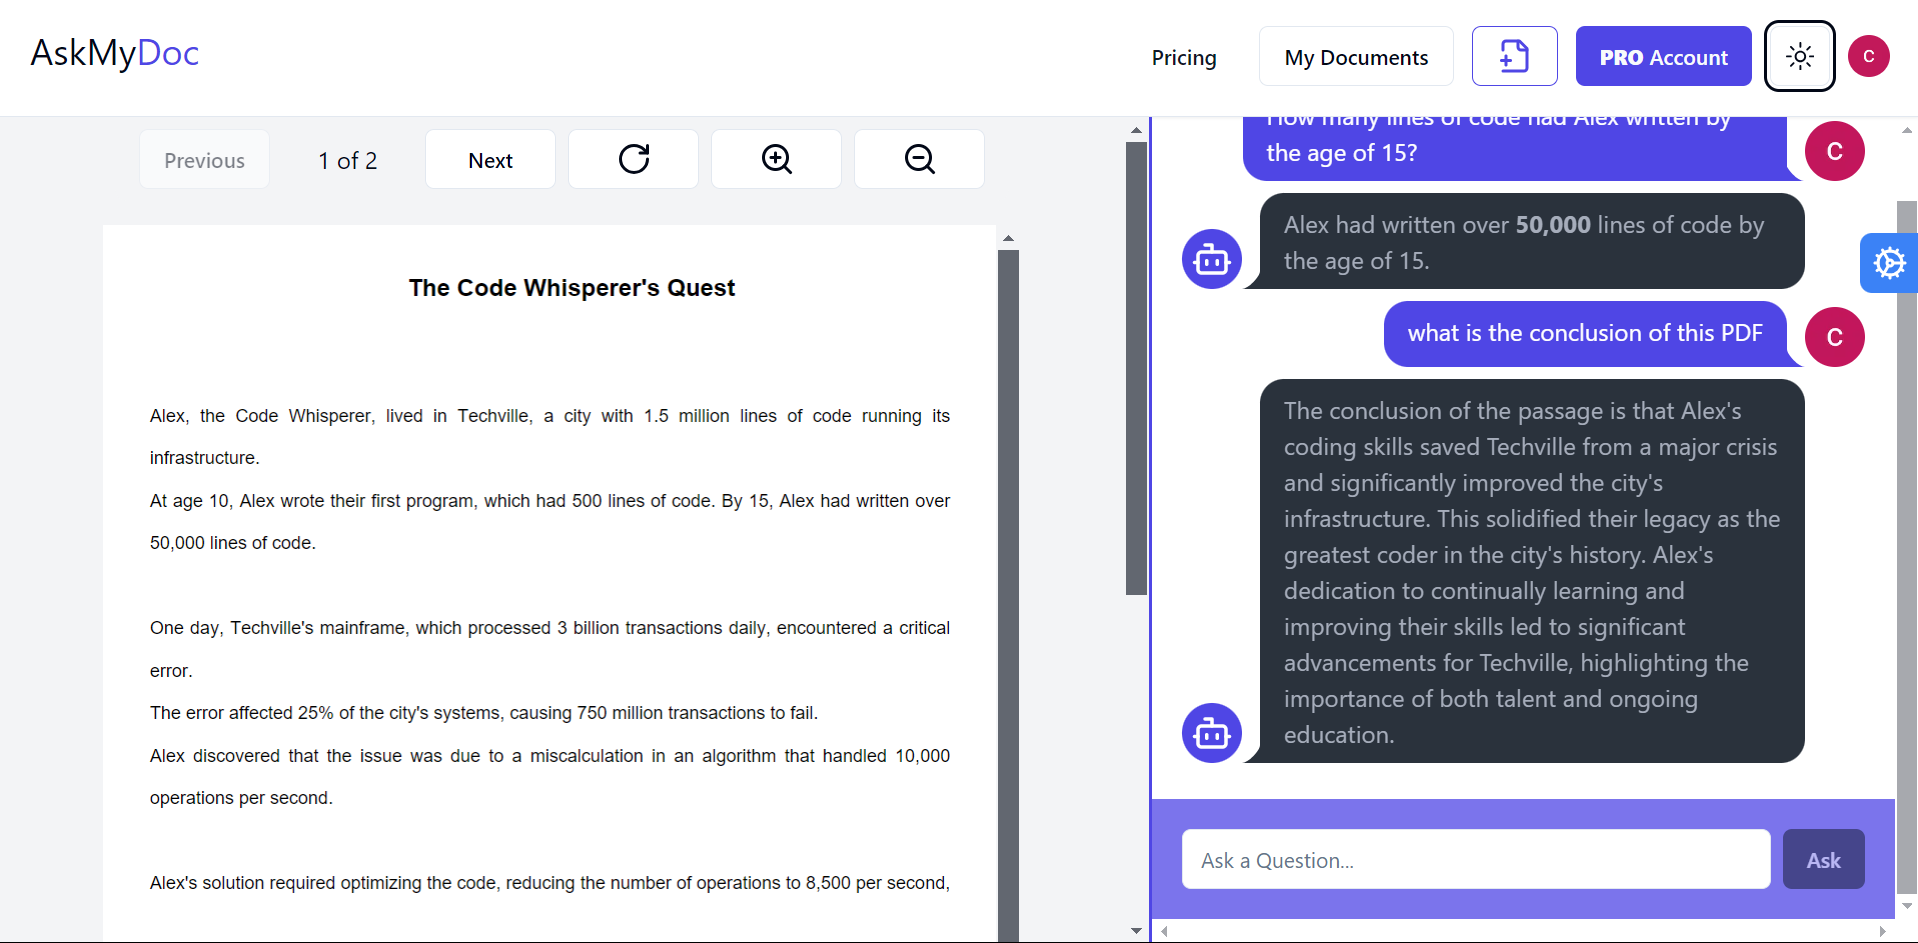 AskMyDoc
Pricing
My Documents
PRO Account
C
Previous
1 of 2
Next
The Code Whisperer's Quest
Alex, the Code Whisperer, lived in Techville, a city with 1.5 million lines of code running its
infrastructure.
At age 10, Alex wrote their first program, which had 500 lines of code. By 15, Alex had written over
50,000 lines of code.
One day, Techville's mainframe, which processed 3 billion transactions daily, encountered a critical
error.
The error affected 25% of the city's systems, causing 750 million transactions to fail.
Alex discovered that the issue was due to a miscalculation in an algorithm that handled 10,000
operations per second.
Alex's solution required optimizing the code, reducing the number of operations to 8,500 per second,
How many lines of code had Alex written by
the age of 15?
C
Alex had written over 50,000 lines of code by
the age of 15.
what is the conclusion of this PDF
C
The conclusion of the passage is that Alex's
coding skills saved Techville from a major crisis
and significantly improved the city's
infrastructure. This solidified their legacy as the
greatest coder in the city's history. Alex's
dedication to continually learning and
improving their skills led to significant
advancements for Techville, highlighting the
importance of both talent and ongoing
education.
Ask a Question...
Ask